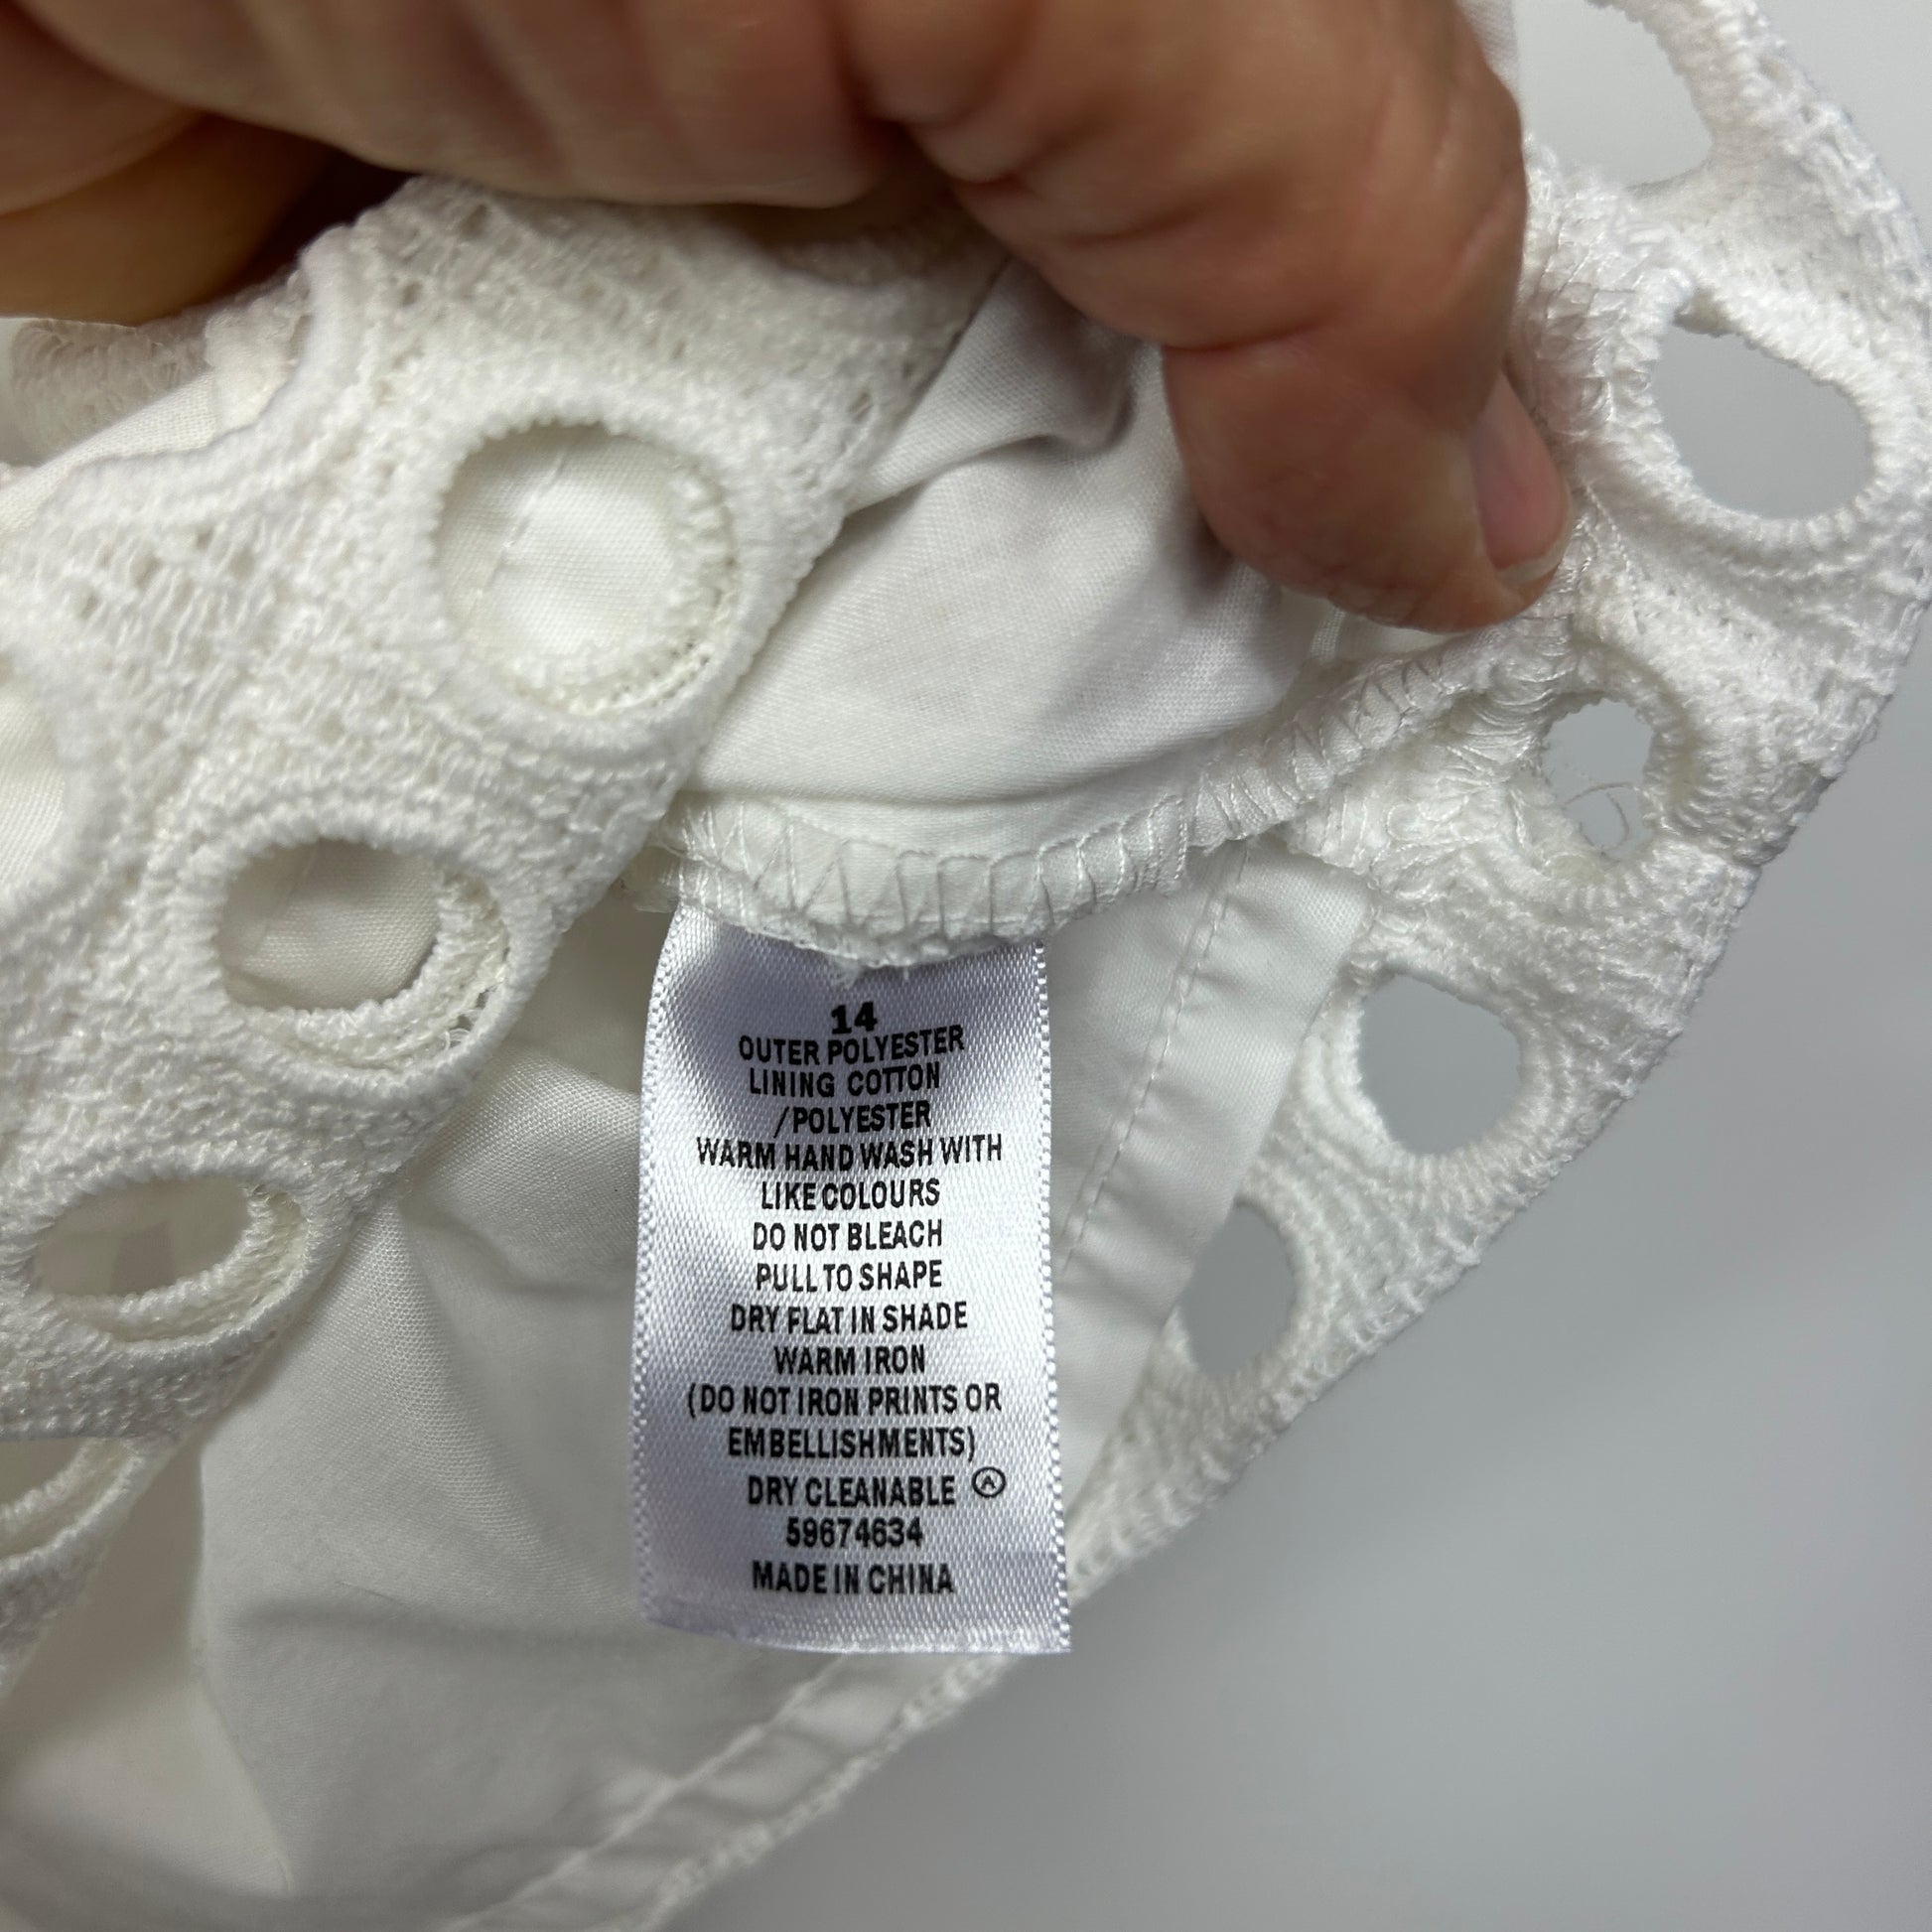 14
OUTER POLYESTER
LINING COTTON
/POLYESTER
WARM HAND WASH WITH
LIKE COLOURS
DO NOT BLEACH
PULL TO SHAPE
DRY FLAT IN SHADE
WARM IRON
(DO NOT IRON PRINTS OR
EMBELLISHMENTS)
DRY CLEANABLE Ⓐ
59674634
MADE IN CHINA